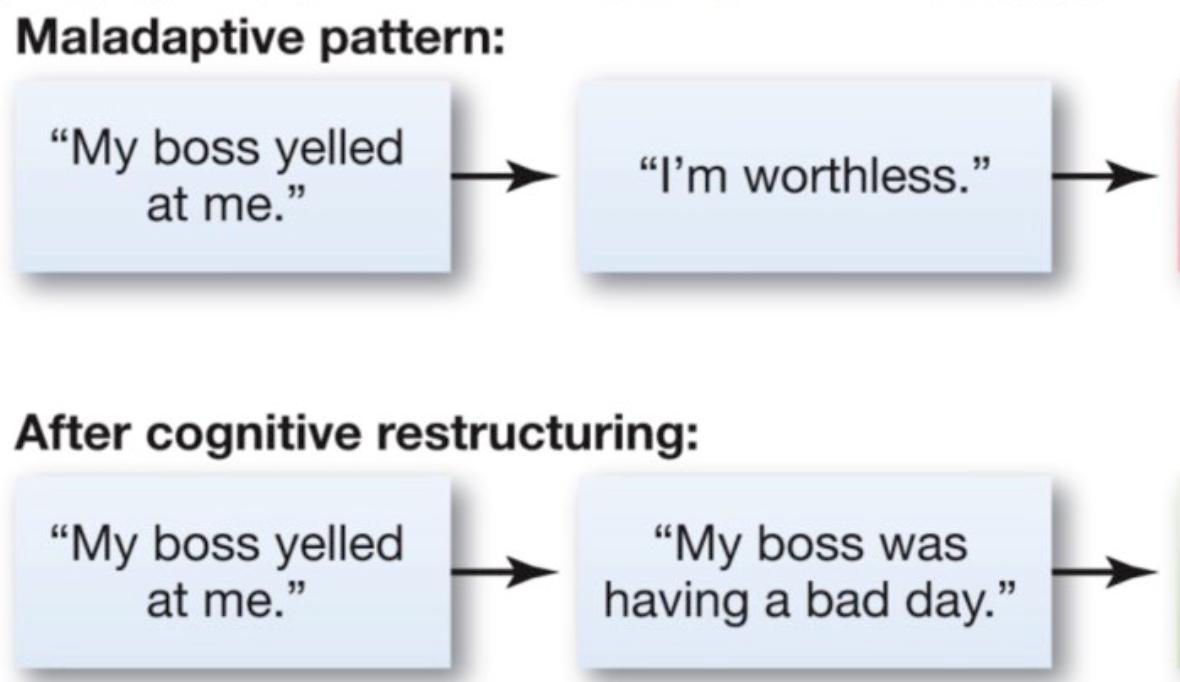 Maladaptive pattern:
“My boss yelled
at me.”
“I’m worthless.”
After cognitive restructuring:
“My boss yelled
at me.”
“My boss was
having a bad day.”